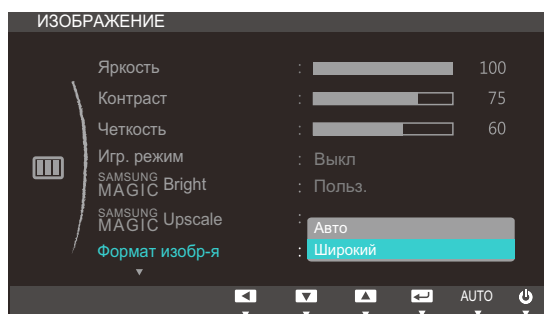 ИЗОБРАЖЕНИЕ
Яркость : 100
Контраст : 75
Четкость : 60
Игр. режим : Выкл
SAMSUNG MAGIC Bright : Польз.
SAMSUNG MAGIC Upscale :
Авто
Формат изобр-я : Широкий
AUTO